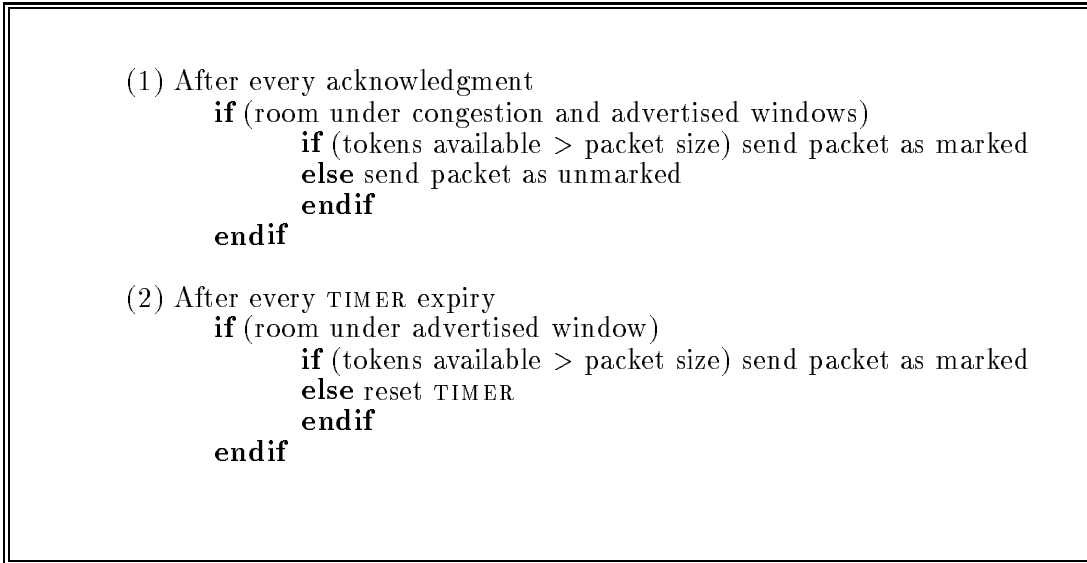 (1) After every acknowledgment
if (room under congestion and advertised windows)
if (tokens available > packet size) send packet as marked
else send packet as unmarked
endif
endif
(2) After every TIMER expiry
if (room under advertised window)
if (tokens available > packet size) send packet as marked
else reset TIMER
endif
endif